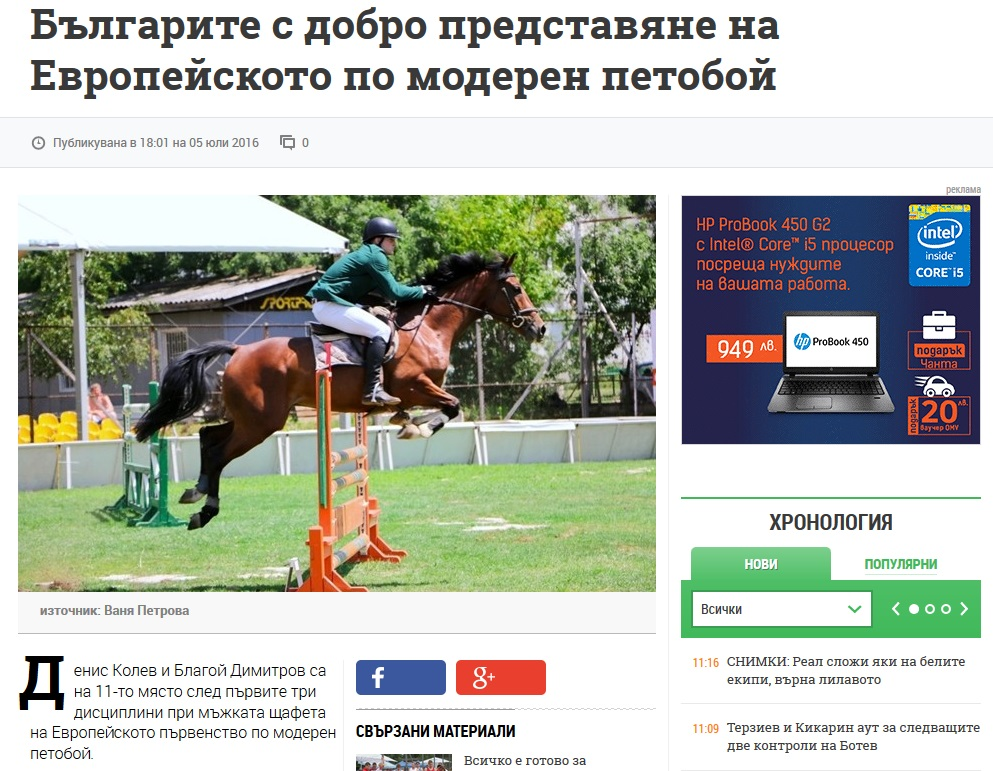 Българите с добро представяне на
Европейското по модерен петобой
Публикувана в 18:01 на 05 юли 2016
0
реклама
HP ProBook 450 G2
с Intel® Core™ i5 процесор
посреща нуждите
на вашата работа.
intel
inside™
CORE™i5
949 лв.
hp ProBook 450
подарък
Чанта
подарък
20 лв.
ваучер OMV
източник: Ваня Петрова
Денис Колев и Благой Димитров са
на 11-то място след първите три
дисциплини при мъжката щафета
на Европейското първенство по модерен
петобой.
f
g+
СВЪРЗАНИ МАТЕРИАЛИ
Всичко е готово за
ХРОНОЛОГИЯ
НОВИ
ПОПУЛЯРНИ
Всички
11:16 СНИМКИ: Реал сложи яки на белите
екипи, върна лилавото
11:09 Терзиев и Кикарин аут за следващите
две контроли на Ботев